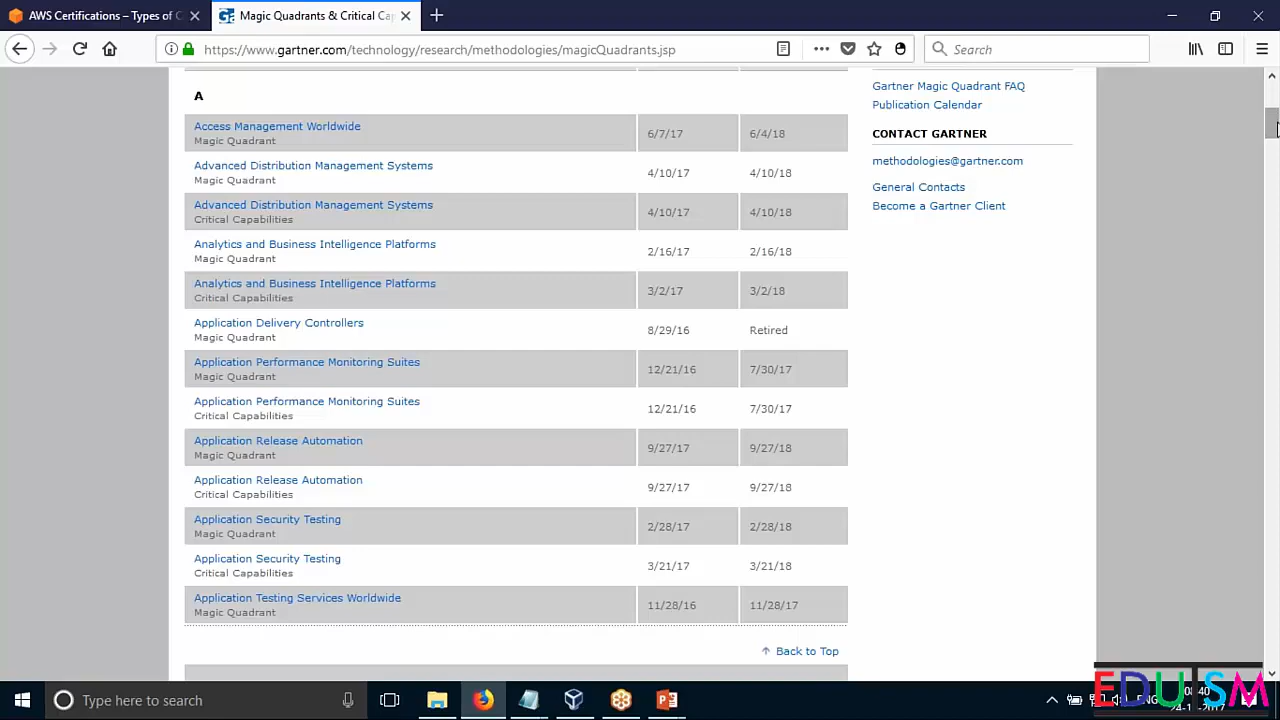 AWS Certifications – Types of C
Magic Quadrants & Critical Ca
https://www.gartner.com/technology/research/methodologies/magicQuadrants.jsp
Search
A
Access Management Worldwide
Magic Quadrant
6/7/17
6/4/18
Advanced Distribution Management Systems
Magic Quadrant
4/10/17
4/10/18
Advanced Distribution Management Systems
Critical Capabilities
4/10/17
4/10/18
Analytics and Business Intelligence Platforms
Magic Quadrant
2/16/17
2/16/18
Analytics and Business Intelligence Platforms
Critical Capabilities
3/2/17
3/2/18
Application Delivery Controllers
Magic Quadrant
8/29/16
Retired
Application Performance Monitoring Suites
Magic Quadrant
12/21/16
7/30/17
Application Performance Monitoring Suites
Critical Capabilities
12/21/16
7/30/17
Application Release Automation
Magic Quadrant
9/27/17
9/27/18
Application Release Automation
Critical Capabilities
9/27/17
9/27/18
Application Security Testing
Magic Quadrant
2/28/17
2/28/18
Application Security Testing
Critical Capabilities
3/21/17
3/21/18
Application Testing Services Worldwide
Magic Quadrant
11/28/16
11/28/17
Back to Top
Gartner Magic Quadrant FAQ
Publication Calendar
CONTACT GARTNER
methodologies@gartner.com
General Contacts
Become a Gartner Client
Type here to search
ENG
EDU ISM